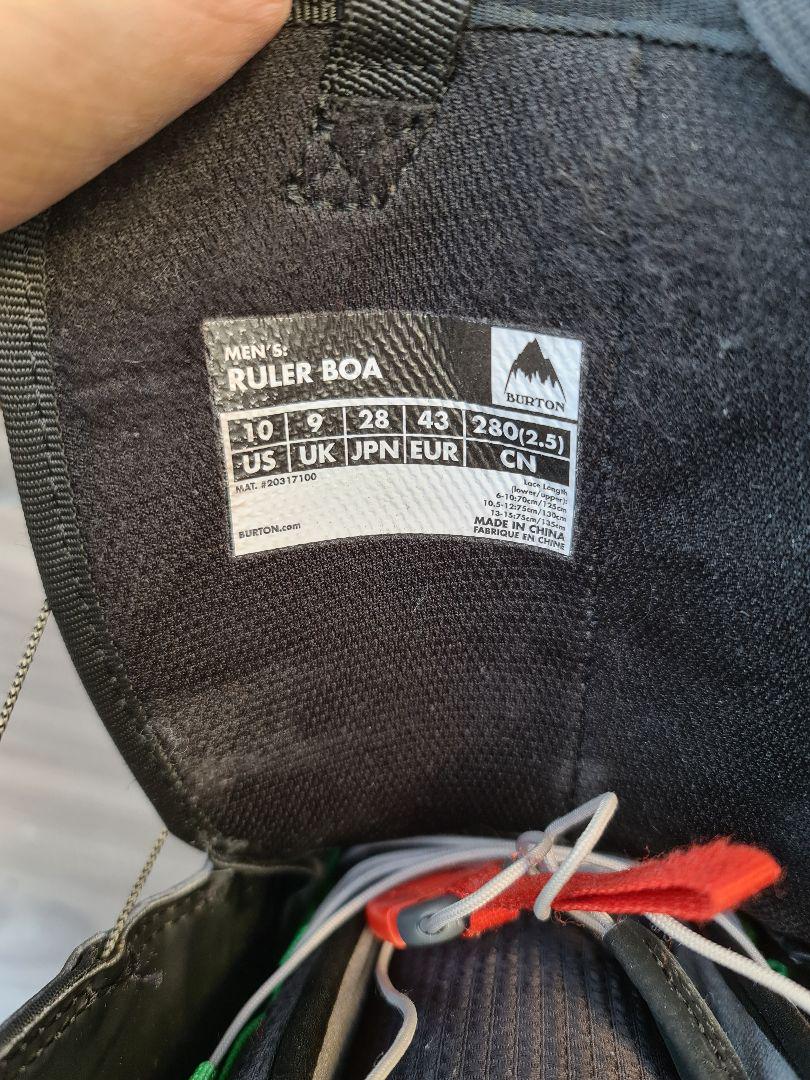 MEN'S:
RULER BOA
BURTON
10 9 28 43 280(2.5)
US UK JPN EUR CN
MAT. #20317100
Lace Length
(lower/upper):
6-10:70cm/125cm
10.5-12:75cm/130cm
13-15:75cm/135cm
BURTON.com
MADE IN CHINA
FABRIQUE EN CHINE